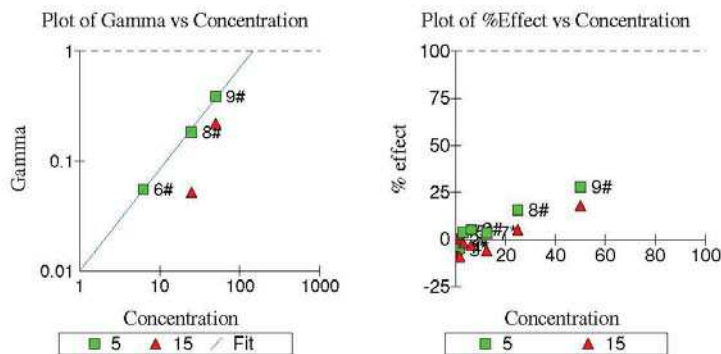 Plot of Gamma vs Concentration
1
0.1
0.01
Gamma
9#
8#
6#
1 10 100 1000
Concentration
5 15 Fit
Plot of %Effect vs Concentration
100
75
50
25
0
-25
% effect
9#
8#
7*
20 40 60 80 100
Concentration
5 15